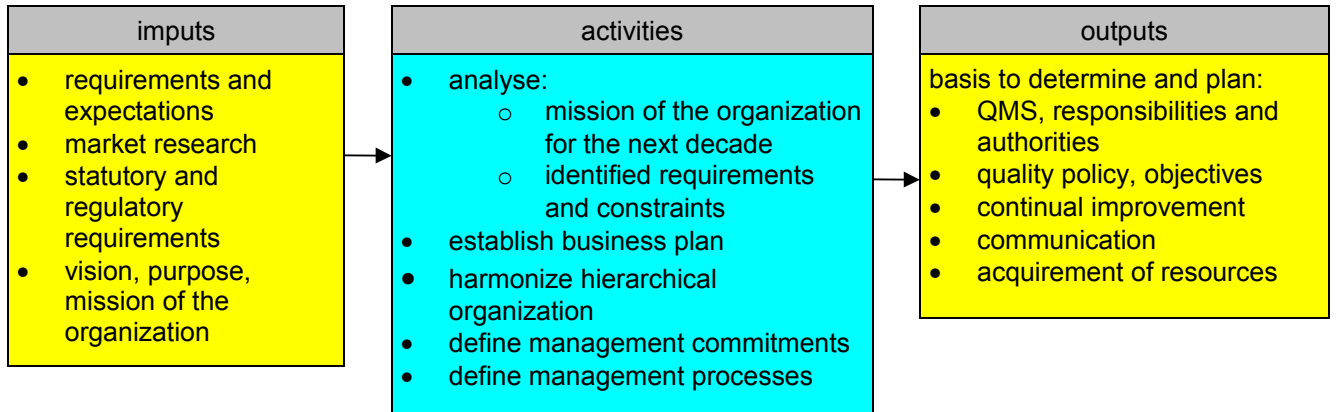 imputs
• requirements and
expectations
• market research
• statutory and
regulatory
requirements
• vision, purpose,
mission of the
organization
activities
• analyse:
o mission of the organization
for the next decade
o identified requirements
and constraints
• establish business plan
• harmonize hierarchical
organization
• define management commitments
• define management processes
outputs
basis to determine and plan:
• QMS, responsibilities and
authorities
• quality policy, objectives
• continual improvement
• communication
• acquirement of resources